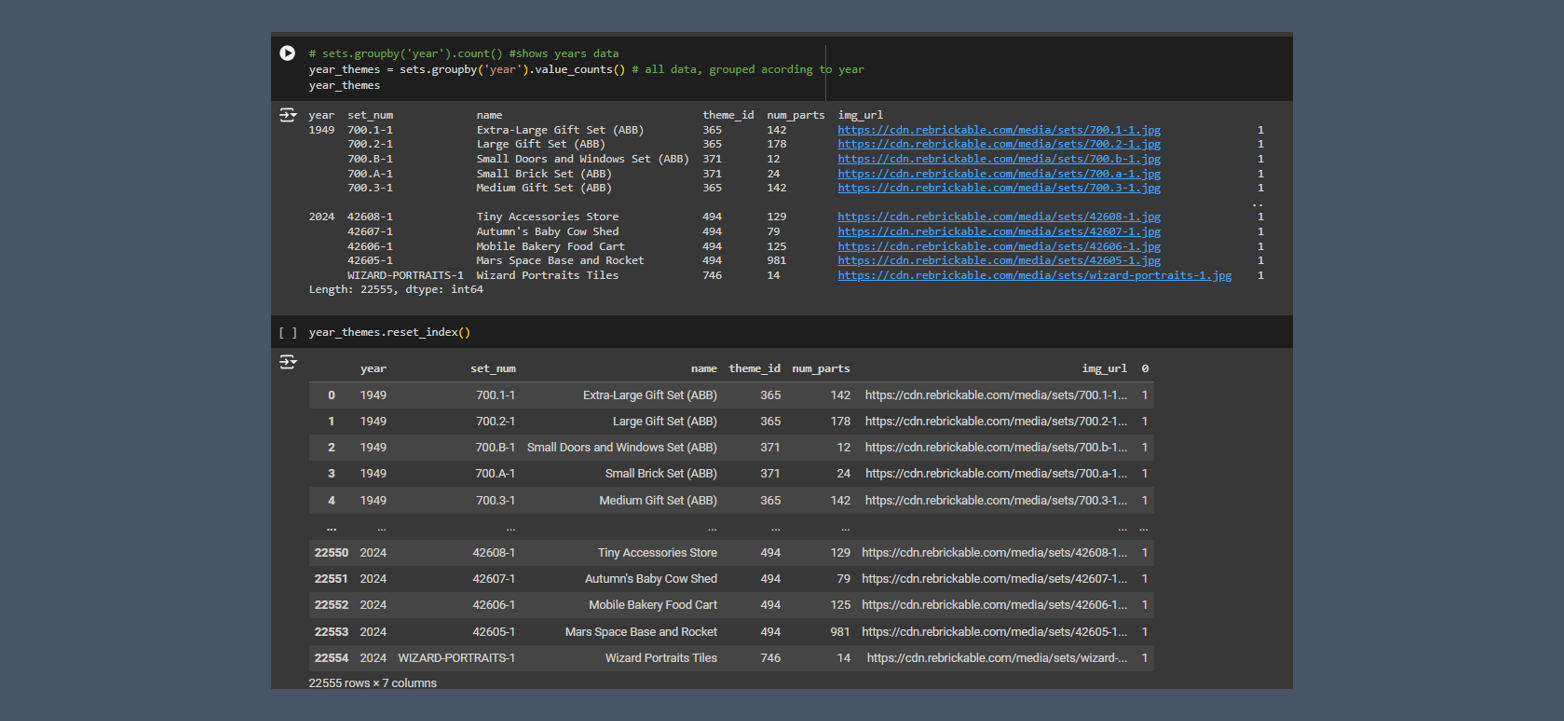 # sets.groupby('year').count() #shows years data
year_themes = sets.groupby('year').value_counts() # all data, grouped acording to year
year_themes
year set_num name theme_id num_parts img_url
1949 700.1-1 Extra-Large Gift Set (ABB) 365 142 https://cdn.rebrickable.com/media/sets/700.1-1.jpg 1
700.2-1 Large Gift Set (ABB) 365 178 https://cdn.rebrickable.com/media/sets/700.2-1.jpg 1
700.B-1 Small Doors and Windows Set (ABB) 371 12 https://cdn.rebrickable.com/media/sets/700.b-1.jpg 1
700.A-1 Small Brick Set (ABB) 371 24 https://cdn.rebrickable.com/media/sets/700.a-1.jpg 1
700.3-1 Medium Gift Set (ABB) 365 142 https://cdn.rebrickable.com/media/sets/700.3-1.jpg 1
..
2024 42608-1 Tiny Accessories Store 494 129 https://cdn.rebrickable.com/media/sets/42608-1.jpg 1
42607-1 Autumn's Baby Cow Shed 494 79 https://cdn.rebrickable.com/media/sets/42607-1.jpg 1
42606-1 Mobile Bakery Food Cart 494 125 https://cdn.rebrickable.com/media/sets/42606-1.jpg 1
42605-1 Mars Space Base and Rocket 494 981 https://cdn.rebrickable.com/media/sets/42605-1.jpg 1
WIZARD-PORTRAITS-1 Wizard Portraits Tiles 746 14 https://cdn.rebrickable.com/media/sets/wizard-portraits-1.jpg 1
Length: 22555, dtype: int64
[ ] year_themes.reset_index()
year set_num name theme_id num_parts img_url 0
0 1949 700.1-1 Extra-Large Gift Set (ABB) 365 142 https://cdn.rebrickable.com/media/sets/700.1-1... 1
1 1949 700.2-1 Large Gift Set (ABB) 365 178 https://cdn.rebrickable.com/media/sets/700.2-1... 1
2 1949 700.B-1 Small Doors and Windows Set (ABB) 371 12 https://cdn.rebrickable.com/media/sets/700.b-1... 1
3 1949 700.A-1 Small Brick Set (ABB) 371 24 https://cdn.rebrickable.com/media/sets/700.a-1... 1
4 1949 700.3-1 Medium Gift Set (ABB) 365 142 https://cdn.rebrickable.com/media/sets/700.3-1... 1
... ... ... ... ... ... ... ...
22550 2024 42608-1 Tiny Accessories Store 494 129 https://cdn.rebrickable.com/media/sets/42608-1... 1
22551 2024 42607-1 Autumn's Baby Cow Shed 494 79 https://cdn.rebrickable.com/media/sets/42607-1... 1
22552 2024 42606-1 Mobile Bakery Food Cart 494 125 https://cdn.rebrickable.com/media/sets/42606-1... 1
22553 2024 42605-1 Mars Space Base and Rocket 494 981 https://cdn.rebrickable.com/media/sets/42605-1... 1
22554 2024 WIZARD-PORTRAITS-1 Wizard Portraits Tiles 746 14 https://cdn.rebrickable.com/media/sets/wizard-... 1
22555 rows × 7 columns